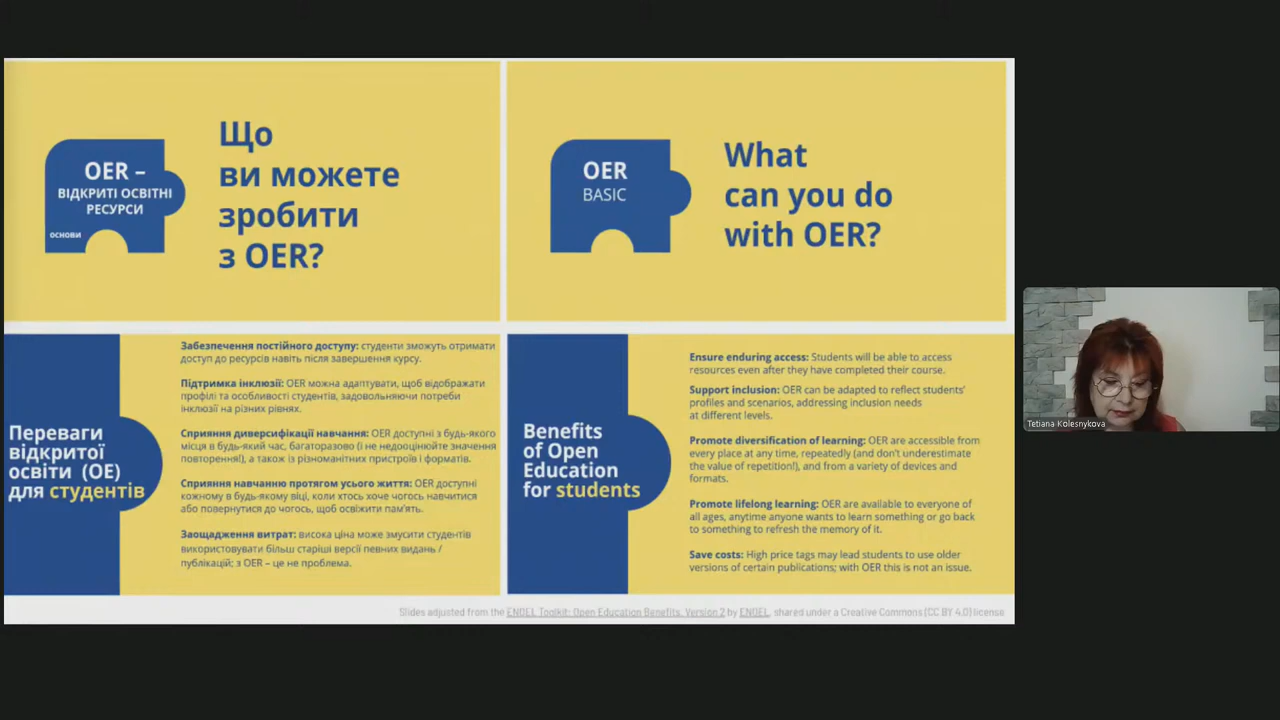 OER –
ВІДКРИТІ ОСВІТНІ
РЕСУРСИ
основи
Що
ви можете
зробити
з OER?
OER
BASIC
What
can you do
with OER?
Переваги
відкритої
освіти (ОЕ)
для студентів
Забезпечення постійного доступу: студенти зможуть отримати
доступ до ресурсів навіть після завершення курсу.
Підтримка інклюзії: OER можна адаптувати, щоб відображати
профілі та особливості студентів, задовольняючи потреби
інклюзії на різних рівнях.
Сприяння диверсифікації навчання: OER доступні з будь-якого
місця в будь-який час, багаторазово (і не недооцінюйте значення
повторення!), а також із різноманітних пристроїв і форматів.
Сприяння навчанню протягом усього життя: OER доступні
кожному в будь-якому віці, коли хтось хоче чогось навчитися
або повернутися до чогось, щоб освіжити пам'ять.
Заощадження витрат: висока ціна може змусити студентів
використовувати більш старіші версії певних видань /
публікацій; з OER – це не проблема.
Benefits
of Open
Education
for students
Ensure enduring access: Students will be able to access
resources even after they have completed their course.
Support inclusion: OER can be adapted to reflect students'
profiles and scenarios, addressing inclusion needs
at different levels.
Promote diversification of learning: OER are accessible from
every place at any time, repeatedly (and don't underestimate
the value of repetition!), and from a variety of devices and
formats.
Promote lifelong learning: OER are available to everyone of
all ages, anytime anyone wants to learn something or go back
to something to refresh the memory of it.
Save costs: High price tags may lead students to use older
versions of certain publications; with OER this is not an issue.
Slides adjusted from the ENOEL Toolkit: Open Education Benefits. Version 2 by ENOEL, shared under a Creative Commons (CC BY 4.0) license
Tetiana Kolesnykova